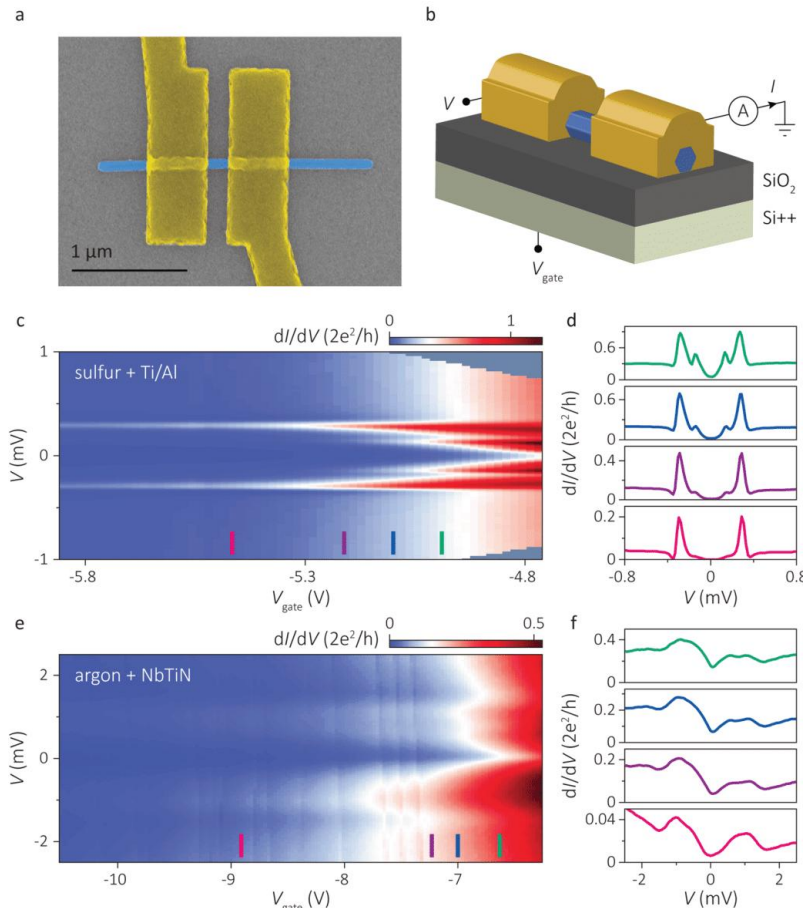 a
b
1 μm
V
I
A
SiO2
Si++
Vgate
c
dI/dV (2e²/h)
0 1
sulfur + Ti/Al
1
0
-1
V (mV)
-5.8 -5.3 -4.8
Vgate (V)
d
0.6
0
0.6
0
0.4
0
0.2
0
dI/dV (2e²/h)
-0.8 -0.4 0 0.4 0.8
V (mV)
e
dI/dV (2e²/h)
0 0.5
argon + NbTiN
2
0
-2
V (mV)
-10 -9 -8 -7
Vgate (V)
f
0.4
0
0.2
0
0.2
0
0.04
0
dI/dV (2e²/h)
-2 0 2
V (mV)